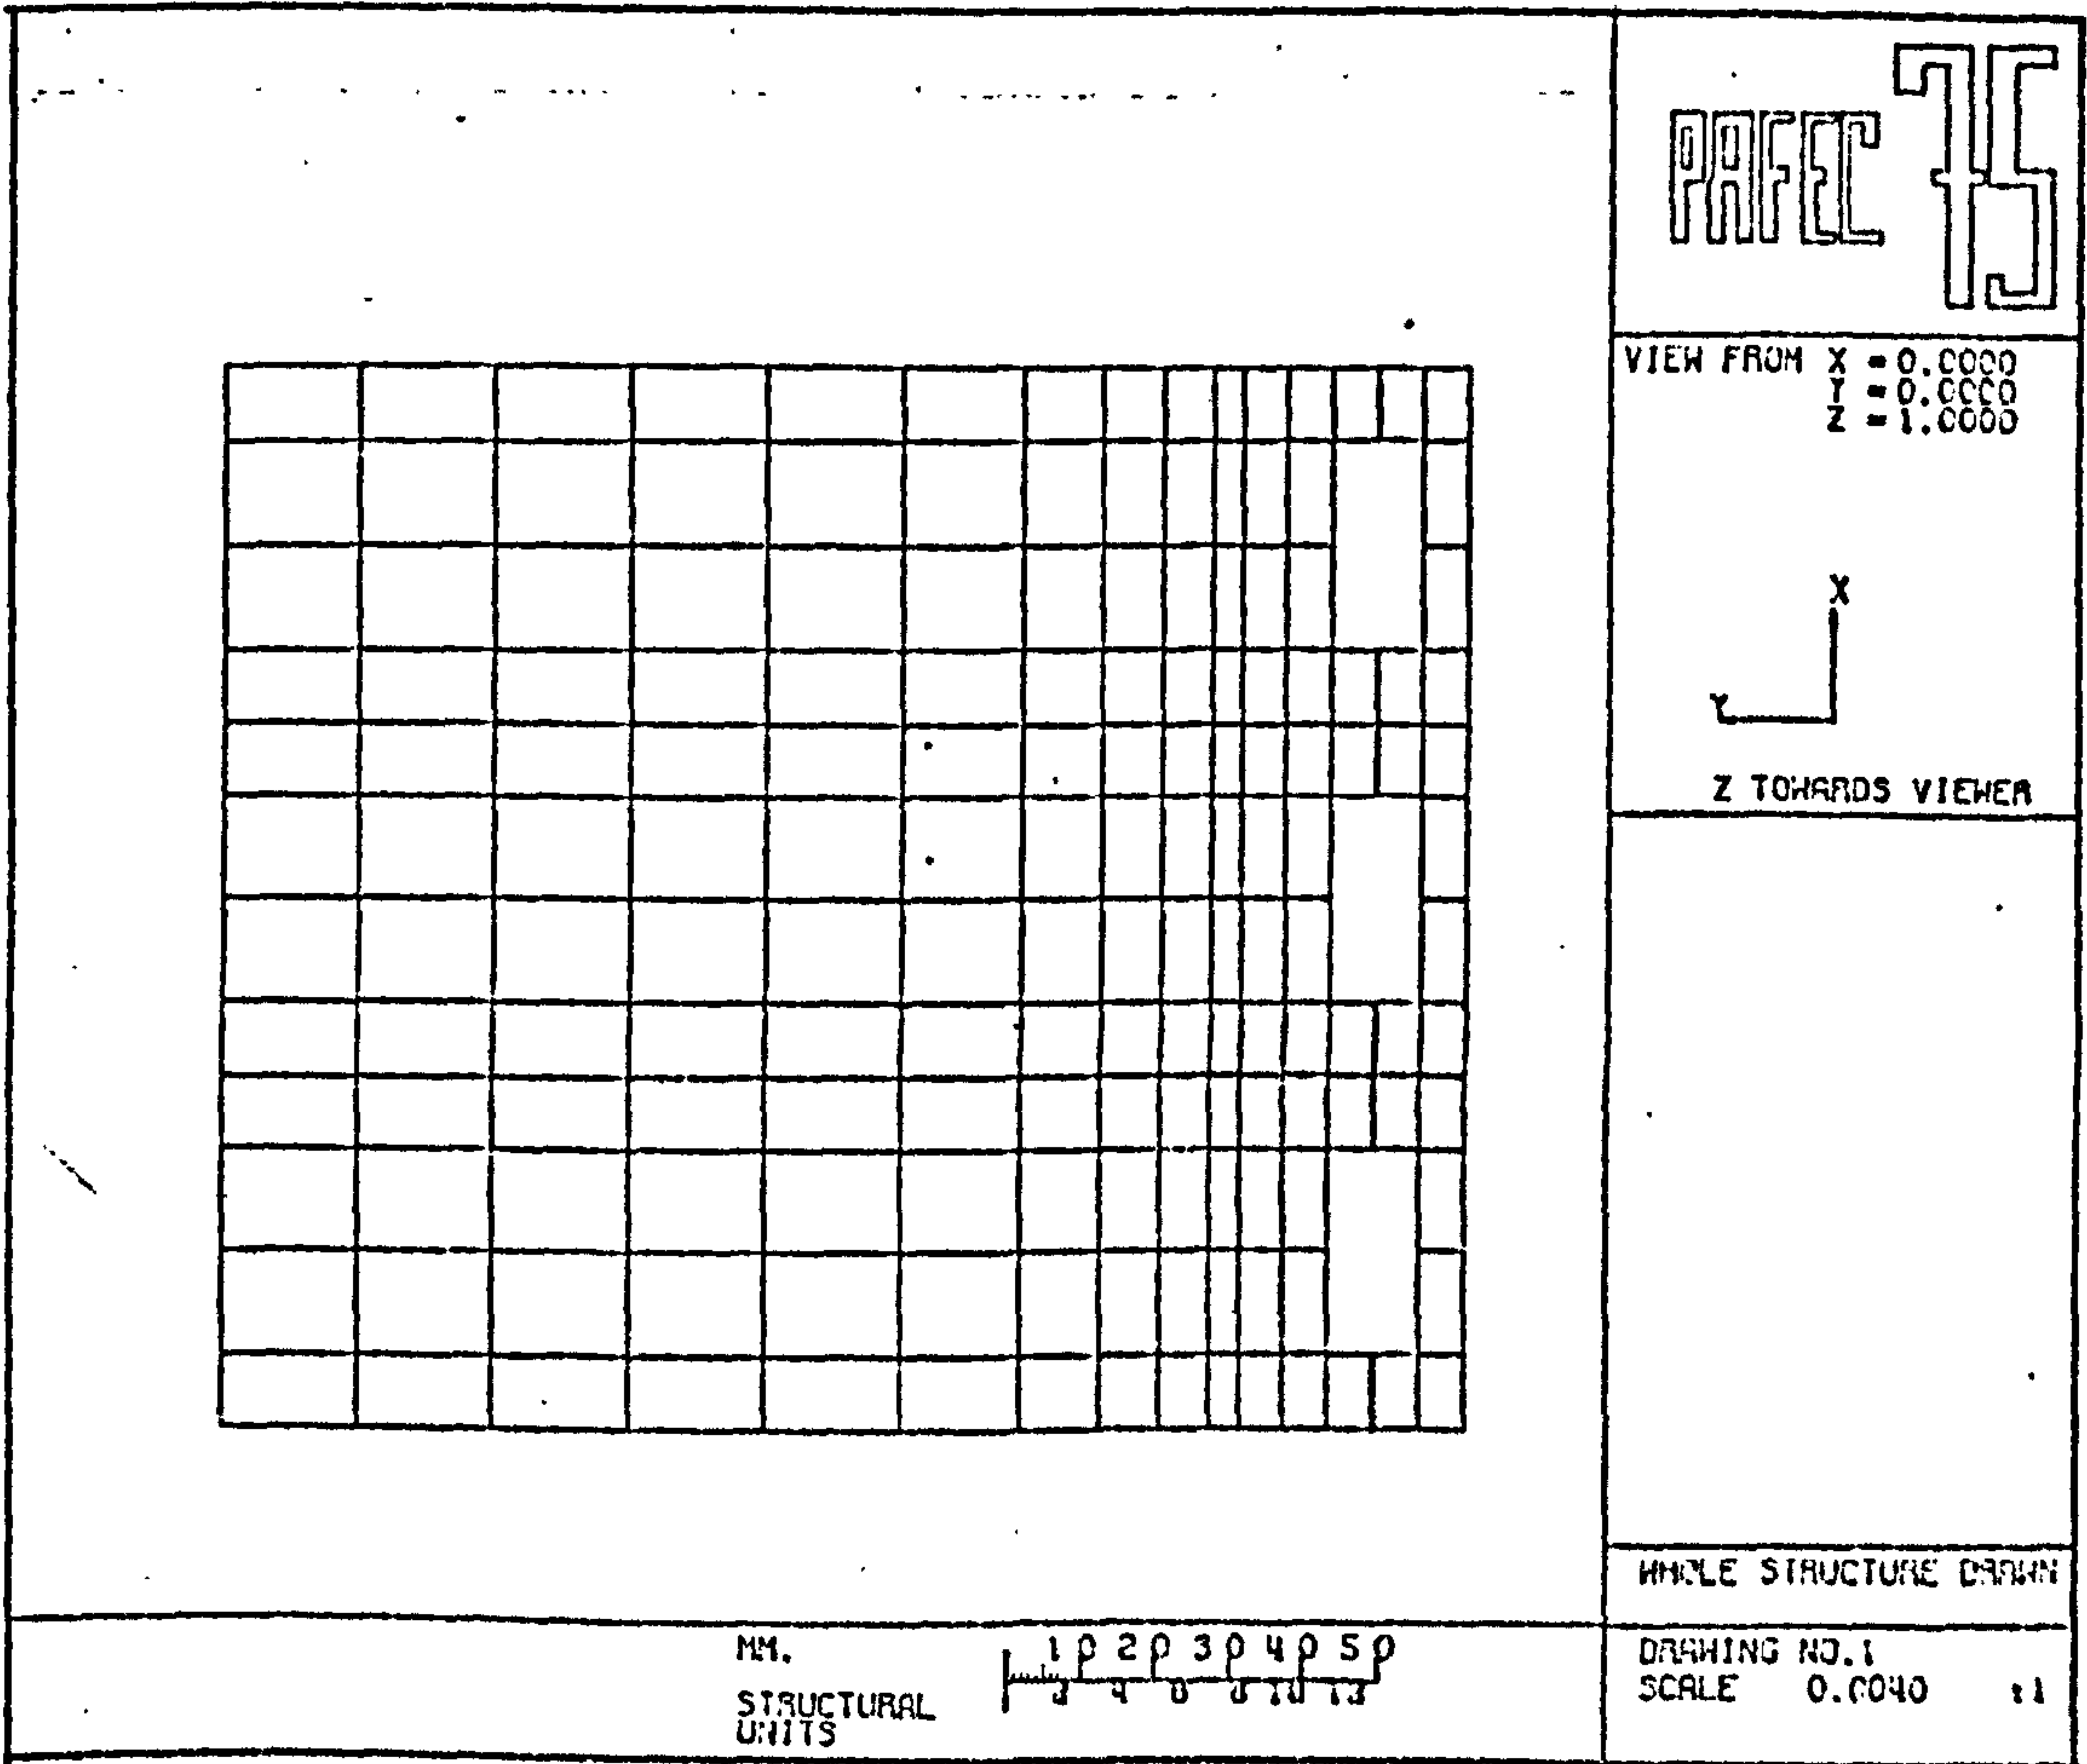 PAFEC 75
VIEW FROM X = 0.0000
Y = 0.0000
Z = 1.0000
X
Y
Z TOWARDS VIEWER
WHOLE STRUCTURE DRAWN
MM.
10 20 30 40 50
STRUCTURAL
UNITS
DRAWING NO.1
SCALE 0.0040 :1